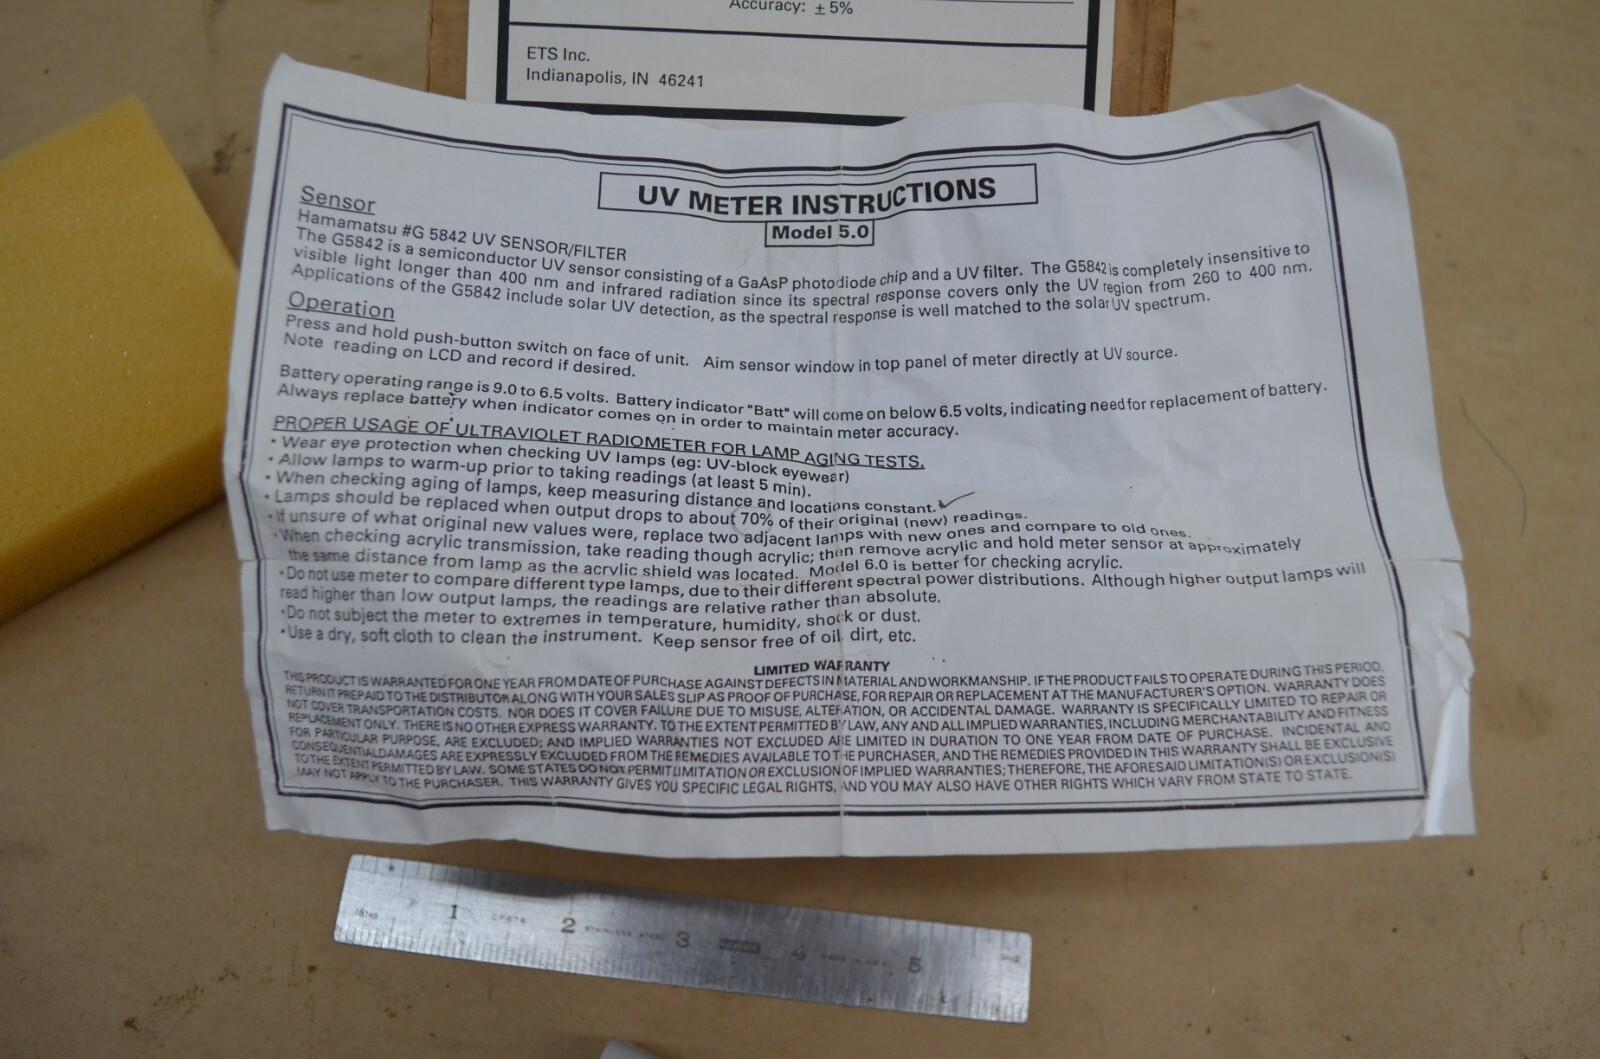 Accuracy: ± 5%
ETS Inc.
Indianapolis, IN 46241
UV METER INSTRUCTIONS
Model 5.0
Sensor
Hamamatsu #G 5842 UV SENSOR/FILTER
The G5842 is a semiconductor UV sensor consisting of a GaAsP photodiode chip and a UV filter. The G5842 is completely insensitive to
visible light longer than 400 nm and infrared radiation since its spectral response covers only the UV region from 260 to 400 nm.
Applications of the G5842 include solar UV detection, as the spectral response is well matched to the solar UV spectrum.
Operation
Press and hold push-button switch on face of unit. Aim sensor window in top panel of meter directly at UV source.
Note reading on LCD and record if desired.
Battery operating range is 9.0 to 6.5 volts. Battery indicator "Batt" will come on below 6.5 volts, indicating need for replacement of battery.
Always replace battery when indicator comes on in order to maintain meter accuracy.
PROPER USAGE OF ULTRAVIOLET RADIOMETER FOR LAMP AGING TESTS.
• Wear eye protection when checking UV lamps (eg: UV-block eyewear)
• Allow lamps to warm-up prior to taking readings (at least 5 min).
• When checking aging of lamps, keep measuring distance and locations constant.
• Lamps should be replaced when output drops to about 70% of their original (new) readings.
• If unsure of what original new values were, replace two adjacent lamps with new ones and compare to old ones.
• When checking acrylic transmission, take reading though acrylic; then remove acrylic and hold meter sensor at approximately
the same distance from lamp as the acrylic shield was located. Model 6.0 is better for checking acrylic.
• Do not use meter to compare different type lamps, due to their different spectral power distributions. Although higher output lamps will
read higher than low output lamps, the readings are relative rather than absolute.
• Do not subject the meter to extremes in temperature, humidity, shock or dust.
• Use a dry, soft cloth to clean the instrument. Keep sensor free of oil, dirt, etc.
LIMITED WARRANTY
THIS PRODUCT IS WARRANTED FOR ONE YEAR FROM DATE OF PURCHASE AGAINST DEFECTS IN MATERIAL AND WORKMANSHIP. IF THE PRODUCT FAILS TO OPERATE DURING THIS PERIOD,
RETURN IT PREPAID TO THE DISTRIBUTOR ALONG WITH YOUR SALES SLIP AS PROOF OF PURCHASE, FOR REPAIR OR REPLACEMENT AT THE MANUFACTURER'S OPTION. WARRANTY DOES
NOT COVER TRANSPORTATION COSTS. NOR DOES IT COVER FAILURE DUE TO MISUSE, ALTERATION, OR ACCIDENTAL DAMAGE. WARRANTY IS SPECIFICALLY LIMITED TO REPAIR OR
REPLACEMENT ONLY. THERE IS NO OTHER EXPRESS WARRANTY. TO THE EXTENT PERMITTED BY LAW, ANY AND ALL IMPLIED WARRANTIES, INCLUDING MERCHANTABILITY AND FITNESS
FOR PARTICULAR PURPOSE, ARE EXCLUDED; AND IMPLIED WARRANTIES NOT EXCLUDED ARE LIMITED IN DURATION TO ONE YEAR FROM DATE OF PURCHASE. INCIDENTAL AND
CONSEQUENTIAL DAMAGES ARE EXPRESSLY EXCLUDED FROM THE REMEDIES AVAILABLE TO THE PURCHASER, AND THE REMEDIES PROVIDED IN THIS WARRANTY SHALL BE EXCLUSIVE
TO THE EXTENT PERMITTED BY LAW. SOME STATES DO NOT PERMIT LIMITATION OR EXCLUSION OF IMPLIED WARRANTIES; THEREFORE, THE AFORESAID LIMITATION(S) OR EXCLUSION(S)
MAY NOT APPLY TO THE PURCHASER. THIS WARRANTY GIVES YOU SPECIFIC LEGAL RIGHTS, AND YOU MAY ALSO HAVE OTHER RIGHTS WHICH VARY FROM STATE TO STATE.
1 2 3 4 5